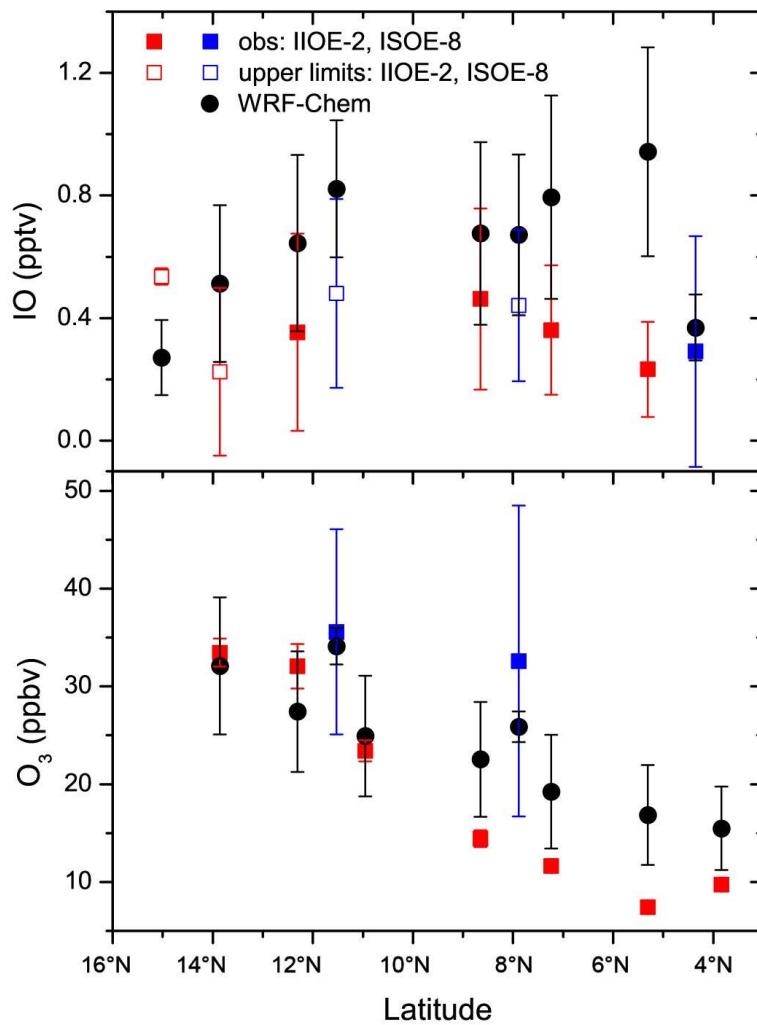 obs: IIOE-2, ISOE-8
upper limits: IIOE-2, ISOE-8
WRF-Chem
IO (pptv)
1.2
0.8
0.4
0.0
O3 (ppbv)
50
40
30
20
10
16°N 14°N 12°N 10°N 8°N 6°N 4°N
Latitude